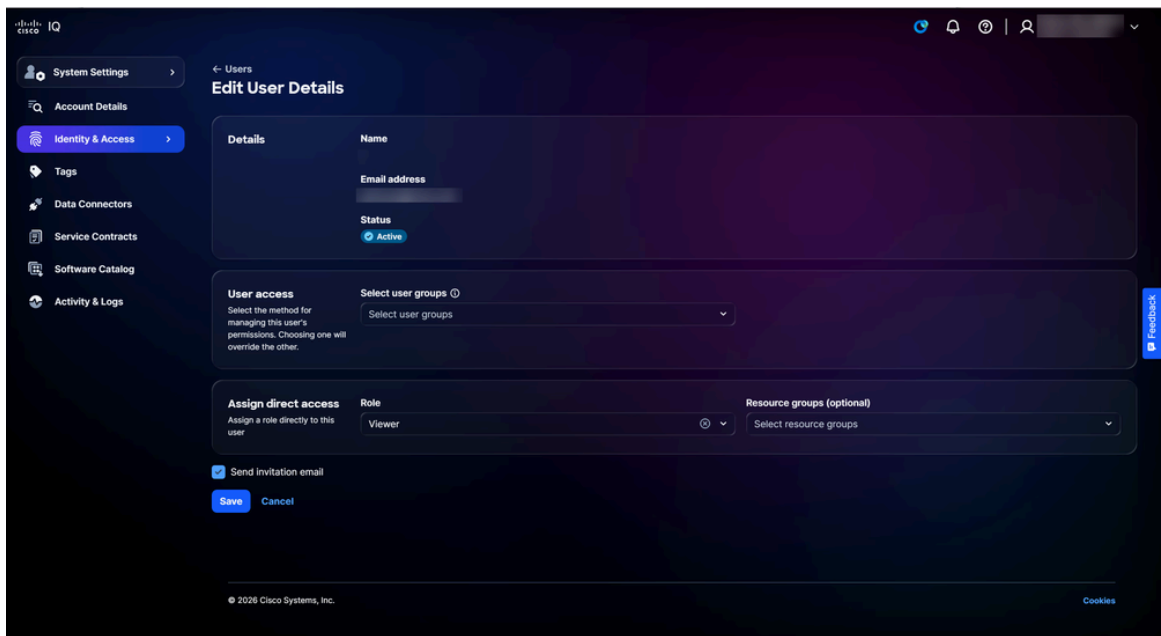 cisco IQ
System Settings
Account Details
Identity & Access
Tags
Data Connectors
Service Contracts
Software Catalog
Activity & Logs
← Users
Edit User Details
Details
Name
Email address
Status
Active
User access
Select the method for
managing this user's
permissions. Choosing one will
override the other.
Select user groups
Select user groups
Assign direct access
Assign a role directly to this
user
Role
Viewer
Resource groups (optional)
Select resource groups
Send invitation email
Save Cancel
Feedback
© 2026 Cisco Systems, Inc.
Cookies